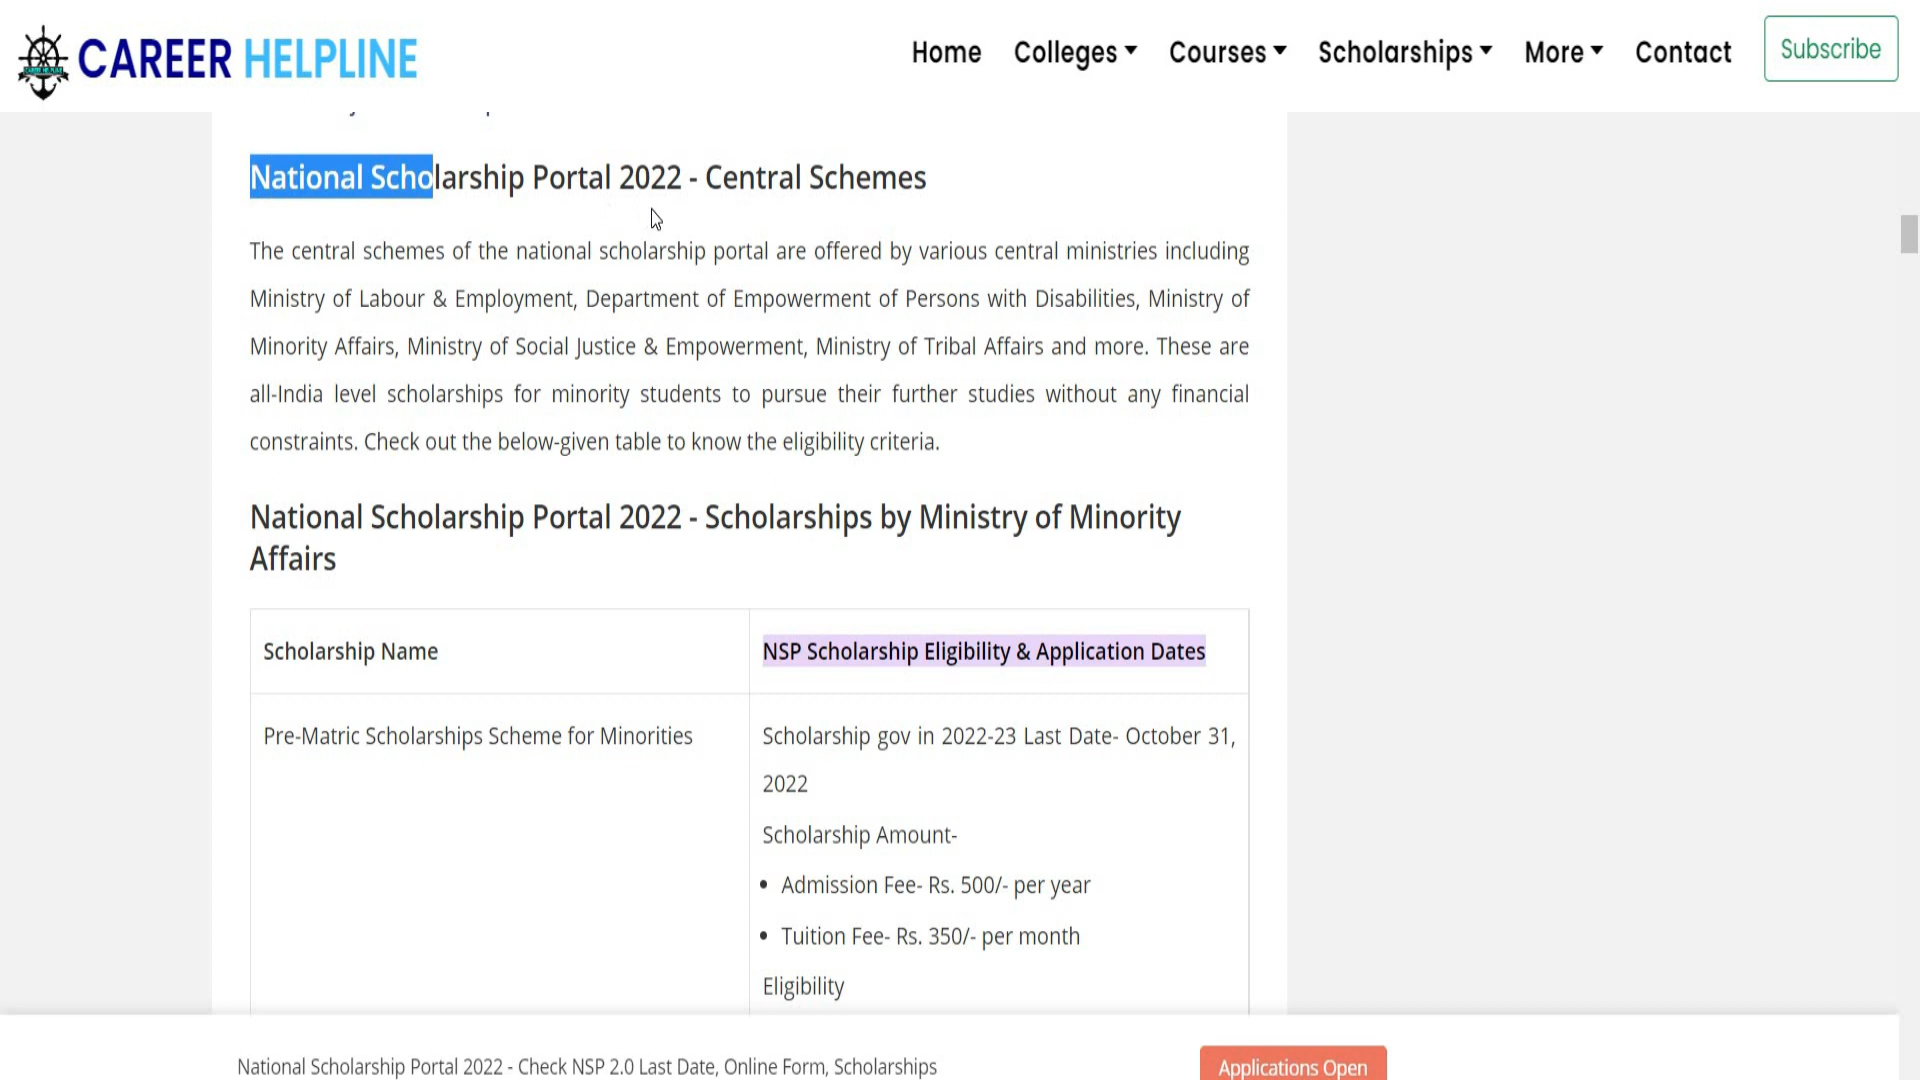 CAREER HELPLINE
Home Colleges Courses Scholarships More Contact Subscribe
National Scholarship Portal 2022 - Central Schemes
The central schemes of the national scholarship portal are offered by various central ministries including
Ministry of Labour & Employment, Department of Empowerment of Persons with Disabilities, Ministry of
Minority Affairs, Ministry of Social Justice & Empowerment, Ministry of Tribal Affairs and more. These are
all-India level scholarships for minority students to pursue their further studies without any financial
constraints. Check out the below-given table to know the eligibility criteria.
National Scholarship Portal 2022 - Scholarships by Ministry of Minority
Affairs
Scholarship Name
NSP Scholarship Eligibility & Application Dates
Pre-Matric Scholarships Scheme for Minorities
Scholarship gov in 2022-23 Last Date- October 31,
2022
Scholarship Amount-
• Admission Fee- Rs. 500/- per year
• Tuition Fee- Rs. 350/- per month
Eligibility
National Scholarship Portal 2022 - Check NSP 2.0 Last Date, Online Form, Scholarships
Applications Open